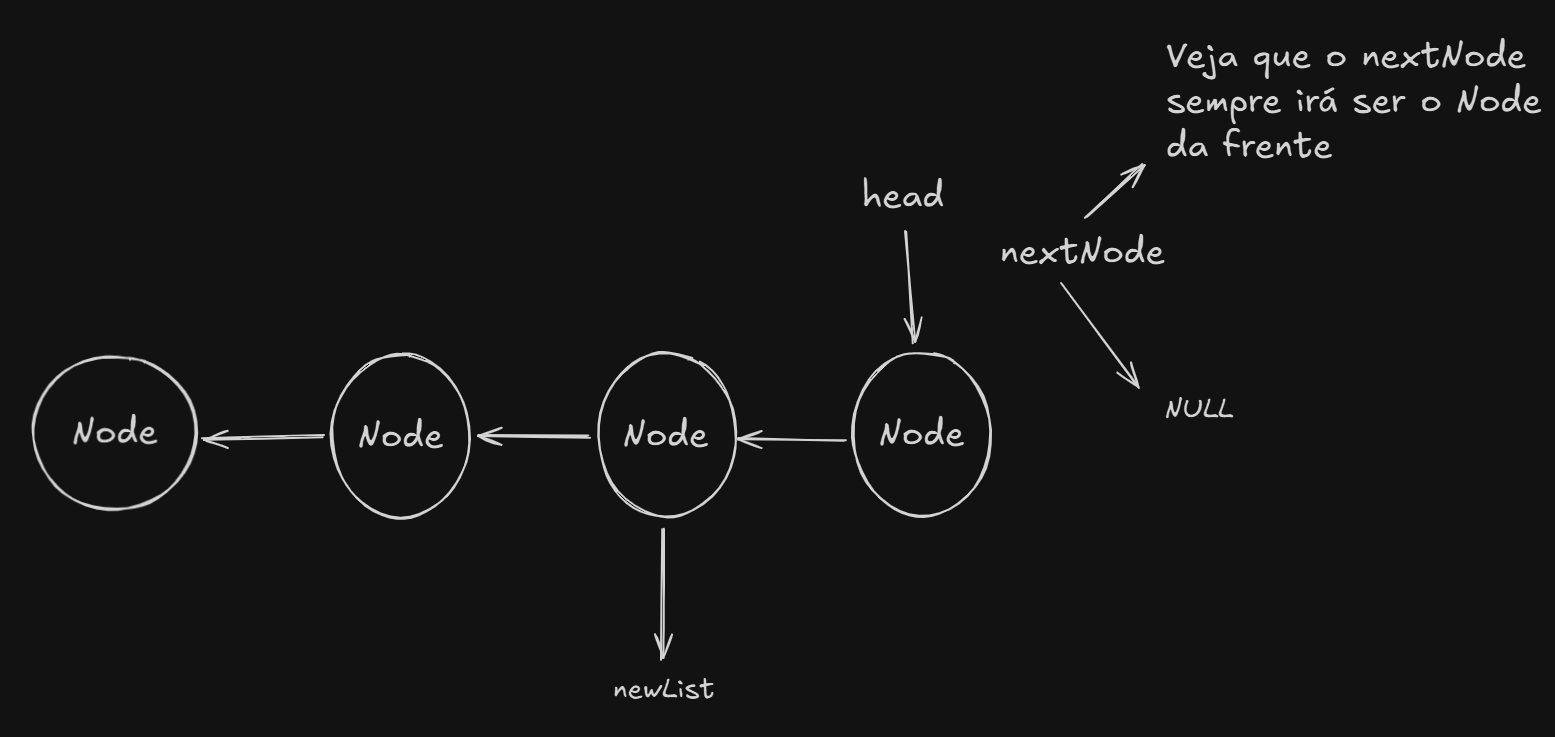 Veja que o nextNode
sempre irá ser o Node
da frente
head
nextNode
NULL
Node
Node
Node
Node
newList